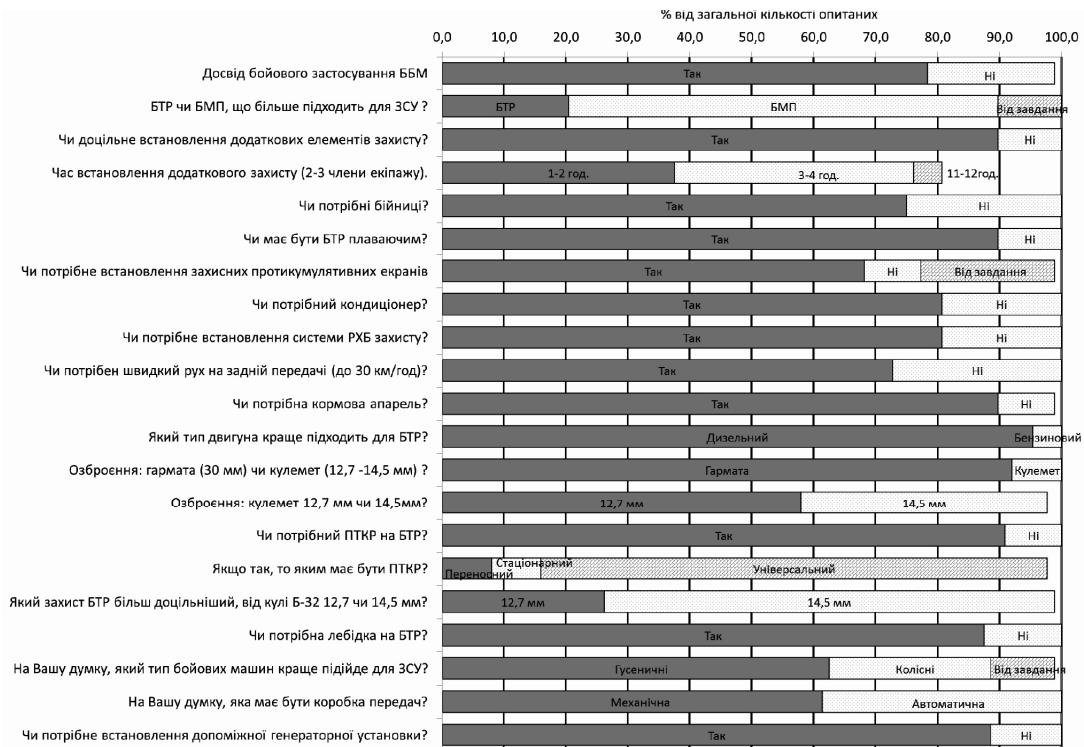 % від загальної кількості опитаних
0,0 10,0 20,0 30,0 40,0 50,0 60,0 70,0 80,0 90,0 100,0
Досвід бойового застосування ББМ Так Ні
БТР чи БМП, що більше підходить для ЗСУ ? БТР БМП Від завдання
Чи доцільне встановлення додаткових елементів захисту? Так Ні
Час встановлення додаткового захисту (2-3 члени екіпажу). 1-2 год. 3-4 год. 11-12год.
Чи потрібні бійниці? Так Ні
Чи має бути БТР плаваючим? Так Ні
Чи потрібне встановлення захисних протикумулятивних екранів Так Ні Від завдання
Чи потрібний кондиціонер? Так Ні
Чи потрібне встановлення системи РХБ захисту? Так Ні
Чи потрібен швидкий рух на задній передачі (до 30 км/год)? Так Ні
Чи потрібна кормова апарель? Так Ні
Який тип двигуна краще підходить для БТР? Дизельний Бензиновий
Озброєння: гармата (30 мм) чи кулемет (12,7 -14,5 мм) ? Гармата Кулемет
Озброєння: кулемет 12,7 мм чи 14,5мм? 12,7 мм 14,5 мм
Чи потрібний ПТКР на БТР? Так Ні
Якщо так, то яким має бути ПТКР? Переносний Стаціонарний Універсальний
Який захист БТР більш доцільніший, від кулі Б-32 12,7 чи 14,5 мм? 12,7 мм 14,5 мм
Чи потрібна лебідка на БТР? Так Ні
На Вашу думку, який тип бойових машин краще підійде для ЗСУ? Гусеничні Колісні Від завдання
На Вашу думку, яка має бути коробка передач? Механічна Автоматична
Чи потрібне встановлення допоміжної генераторної установки? Так Ні